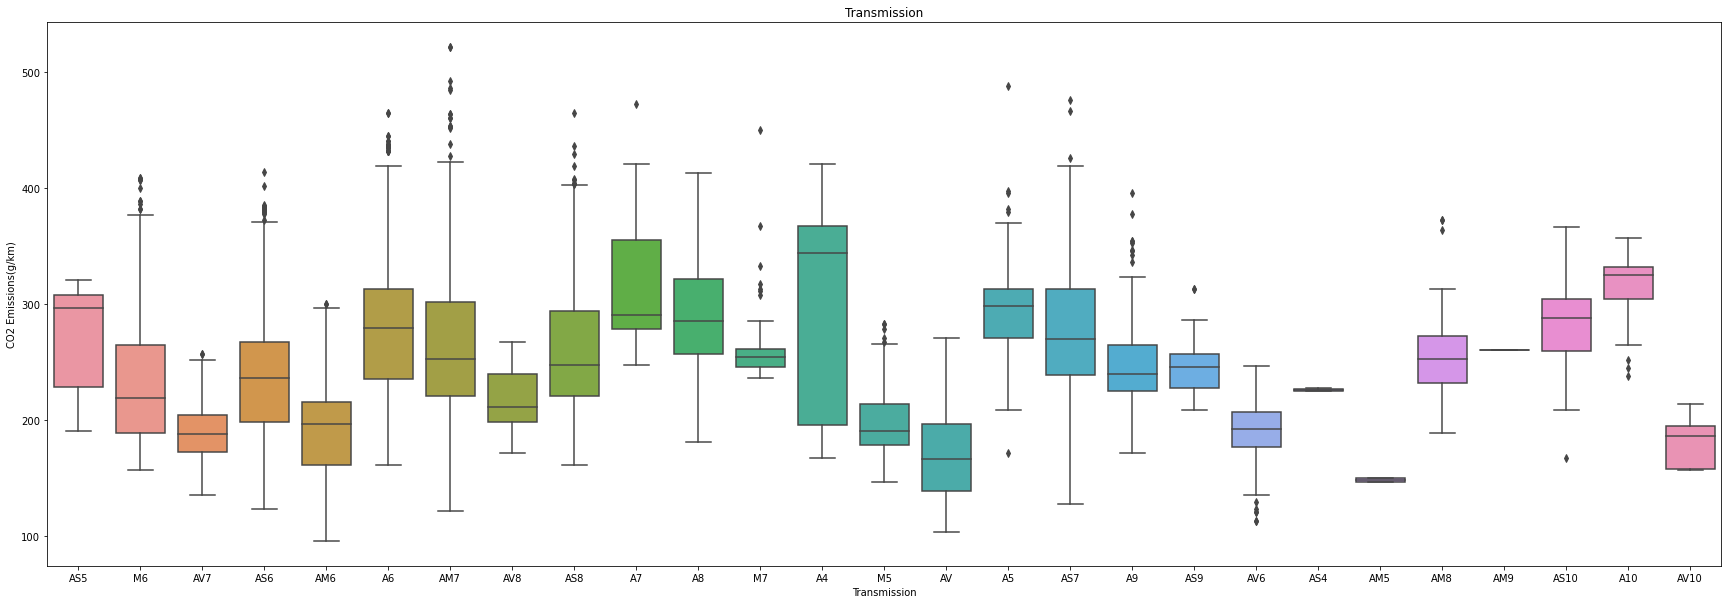 Transmission
CO2 Emissions(g/km)
500
400
300
200
100
AS5 M6 AV7 AS6 AM6 A6 AM7 AV8 AS8 A7 A8 M7 A4 M5 AV A5 AS7 A9 AS9 AV6 AS4 AM5 AM8 AM9 AS10 A10 AV10
Transmission